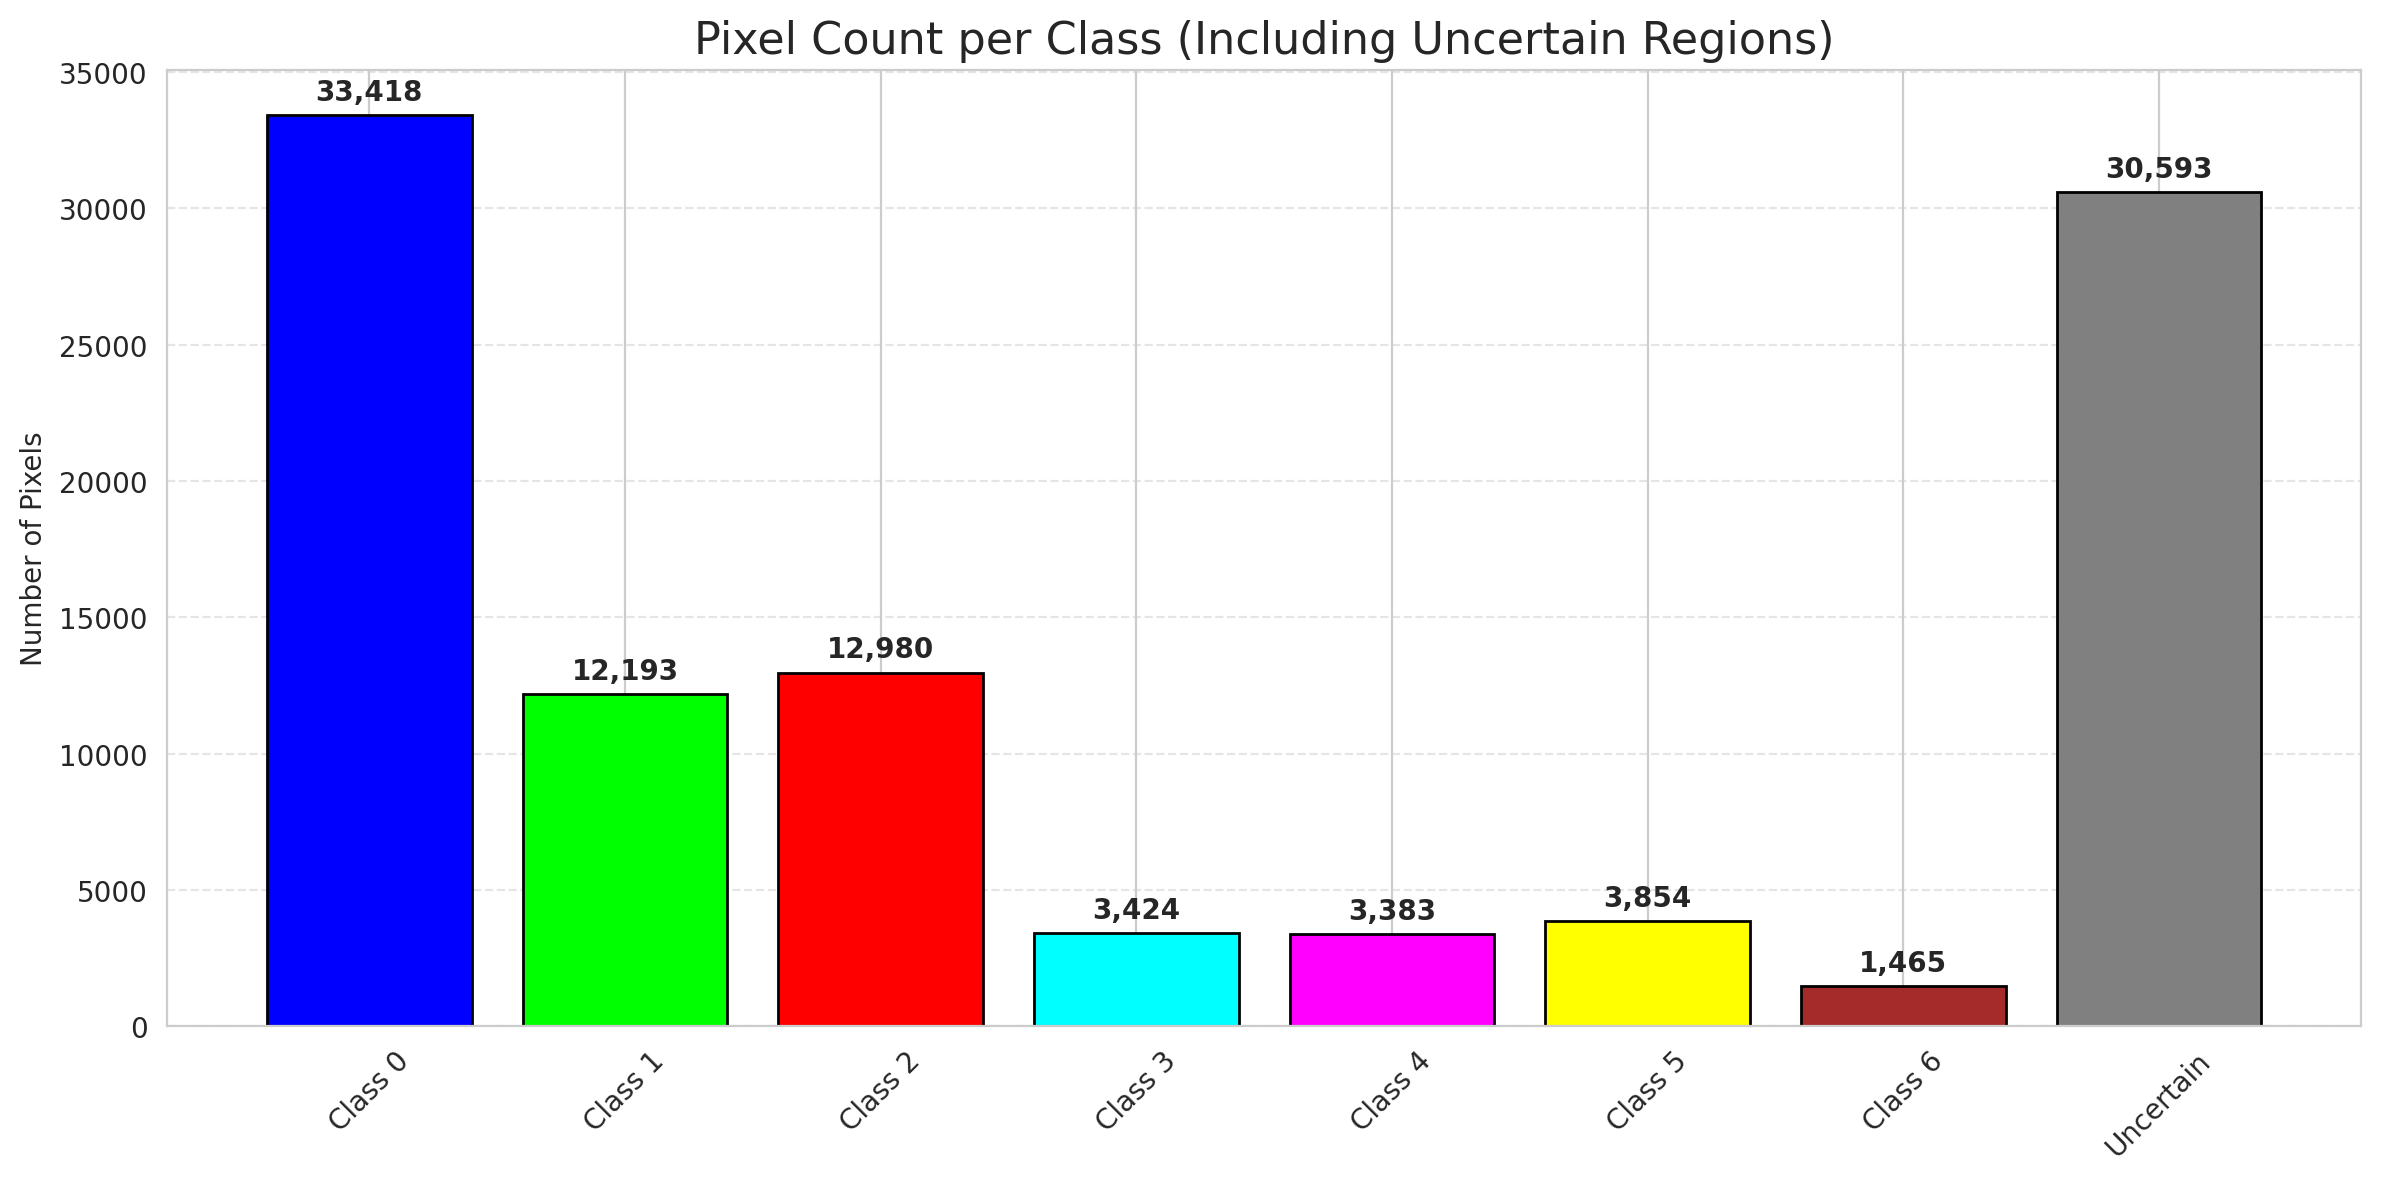 Pixel Count per Class (Including Uncertain Regions)
Number of Pixels
35000
30000
25000
20000
15000
10000
5000
0
33,418
12,193
12,980
3,424
3,383
3,854
1,465
30,593
Class 0
Class 1
Class 2
Class 3
Class 4
Class 5
Class 6
Uncertain